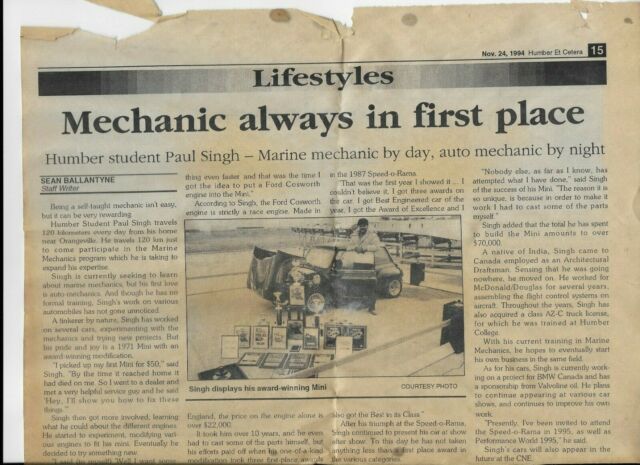 Nov. 24, 1994 Humber Et Cetera 15
Lifestyles
Mechanic always in first place
Humber student Paul Singh – Marine mechanic by day, auto mechanic by night
SEAN BALLANTYNE
Staff Writer
Being a self-taught mechanic isn't easy,
but it can be very rewarding.
Humber Student Paul Singh travels
120 kilometers every day from his home
near Orangeville. He travels 120 km just
to come participate in the Marine
Mechanics program which he is taking
to expand his expertise.
Singh is currently seeking to learn
about marine mechanics, but his first love
is auto-mechanics. And though he has no
formal training, Singh's work on various
automobiles has not gone unnoticed.
A tinkerer by nature, Singh has worked
on several cars, experimenting with the
mechanics and trying new projects. But
his pride and joy is a 1971 Mini with an
award-winning modification.
"I picked up my first Mini for $50," said
Singh. "By the time it reached home it
had died on me. So I went to a dealer and
met a very helpful service guy and he said
'Hey, I'll show you how to fix these
things.'"
Singh then got more involved, learning
what he could about the different engines.
He started to experiment, modifying vari-
ous engines to fit his mini. Eventually he
decided to try something new.
"I said
thing even faster and that was the time I
got the idea to put a Ford Cosworth
engine into the Mini."
According to Singh, the Ford Cosworth
engine is strictly a race engine. Made in
Singh displays his award-winning Mini
COURTESY PHOTO
England, the price on the engine alone is
over $22,000.
It took him over 10 years, and he even
had to cast some of the parts himself, but
his efforts paid off when his one-of-a-kind
modification took three first-place awards
in the 1987 Speed-o-Rama.
"That was the first year I showed it ... I
couldn't believe it. I got three awards on
the car. I got Best Engineered car of the
year, I got the Award of Excellence and I
also got the Best in its Class"
After his triumph at the Speed-o-Rama,
Singh continued to present his car at show
after show. To this day he has not taken
anything less than a first place award in
the various categories.
"Nobody else, as far as I know, has
attempted what I have done," said Singh
of the success of his Mini. "The reason it is
so unique, is because in order to make it
work I had to cast some of the parts
myself."
Singh added that the total he has spent
to build the Mini amounts to over
$70,000.
A native of India, Singh came to
Canada employed as an Architectural
Draftsman. Sensing that he was going
nowhere, he moved on. He worked for
McDonald/Douglas for several years,
assembling the flight control systems on
aircraft. Throughout the years, Singh has
also acquired a class AZ-C truck license,
for which he was trained at Humber
College.
With his current training in Marine
Mechanics, he hopes to eventually start
his own business in the same field.
As for his cars, Singh is currently work-
ing on a project for BMW Canada and has
a sponsorship from Valvoline oil. He plans
to continue appearing at various car
shows, and continues to improve his own
work.
"Presently, I've been invited to attend
the Speed-o-Rama in 1995, as well as
Performance World 1995," he said.
Singh's cars will also appear in the
future at the CNE.